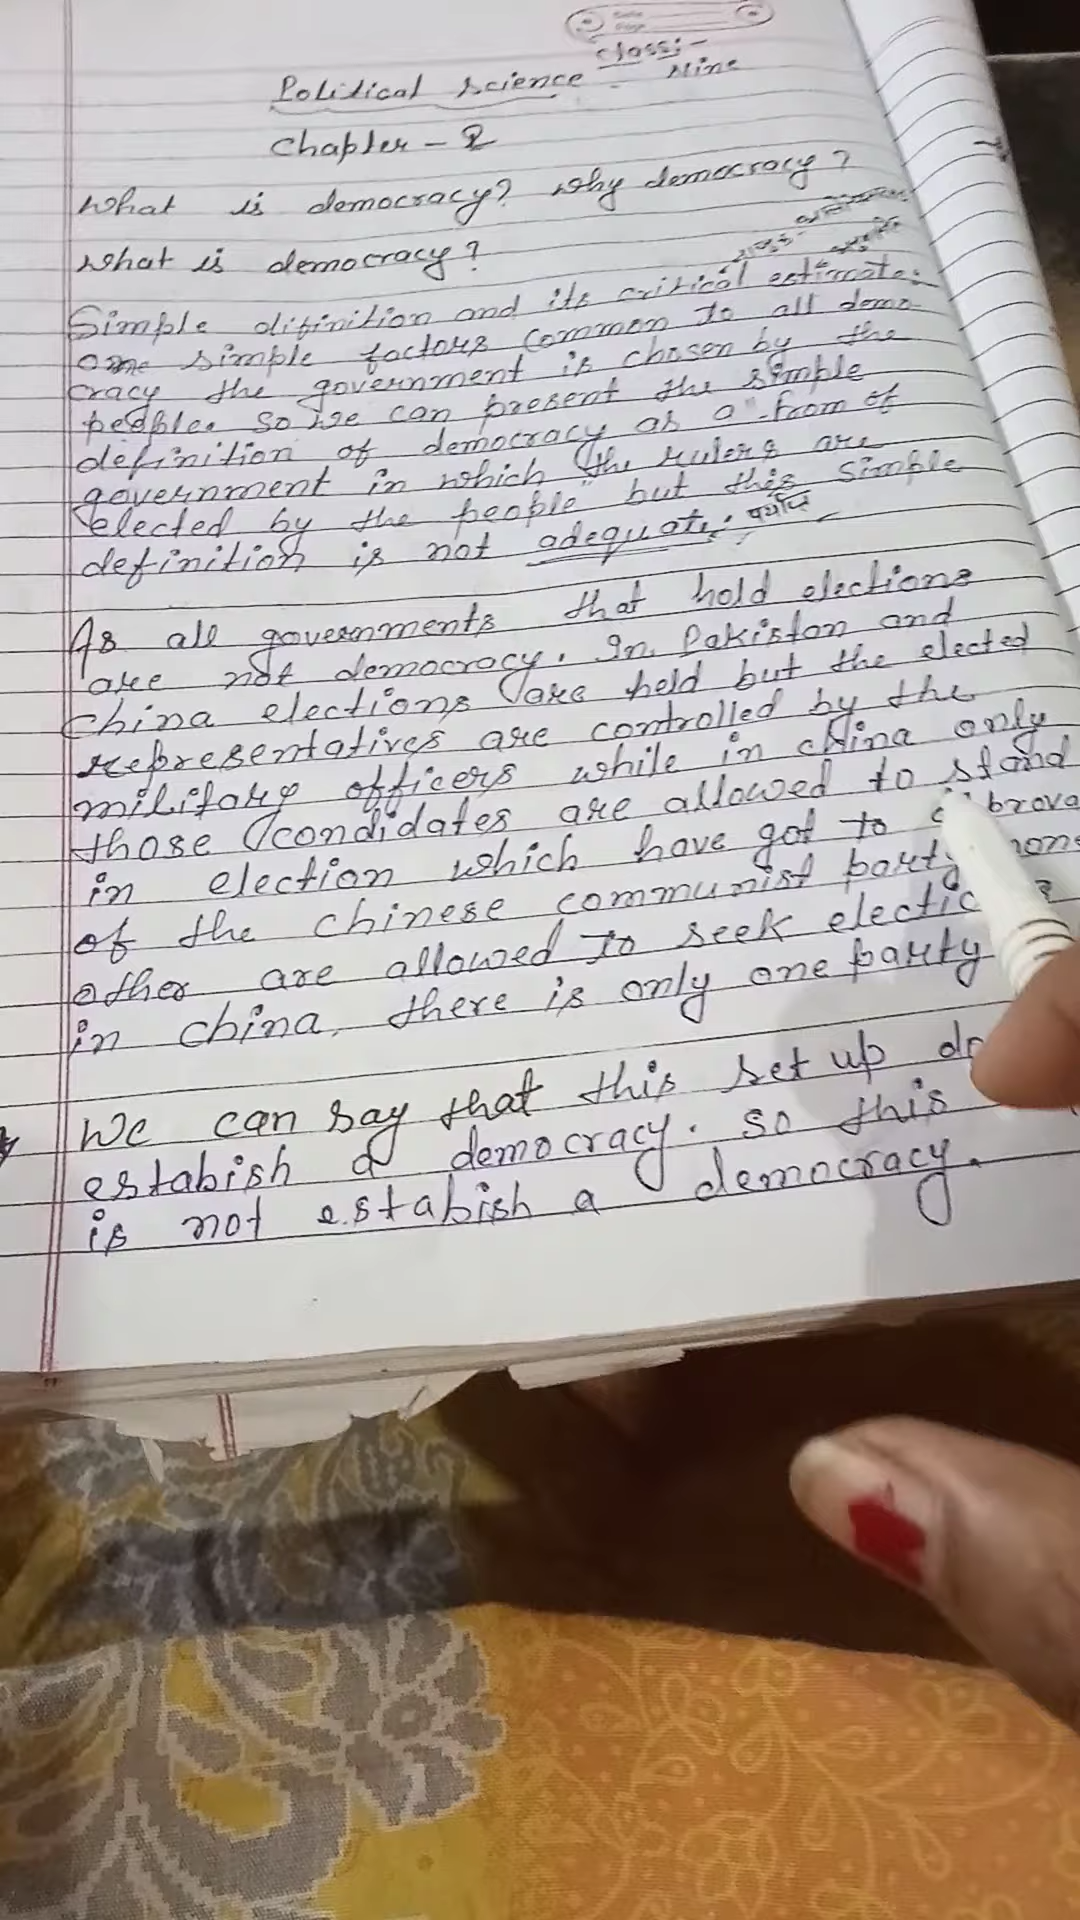 Class:-
Political science Nine
Chapter - 2
What is democracy? Why democracy?
What is democracy?
Simple difinition and its critical estimate:
one simple factors common to all demo
cracy the government is chosen by the
people. So we can present the simple
definition of democracy as a "from of
government in which the rulers are
elected by the people" but this simple
definition is not adequate. पर्याप्त
As all governments that hold elections
are not democracy. In Pakistan and
China elections are held but the elected
representatives are controlled by the
military officers while in China only
those condidates are allowed to stand
in election which have got to
of the chinese communist party
other are allowed to seek
in china. there is only one party
We can say that this set up
estabish a democracy. so this
is not estabish a democracy.